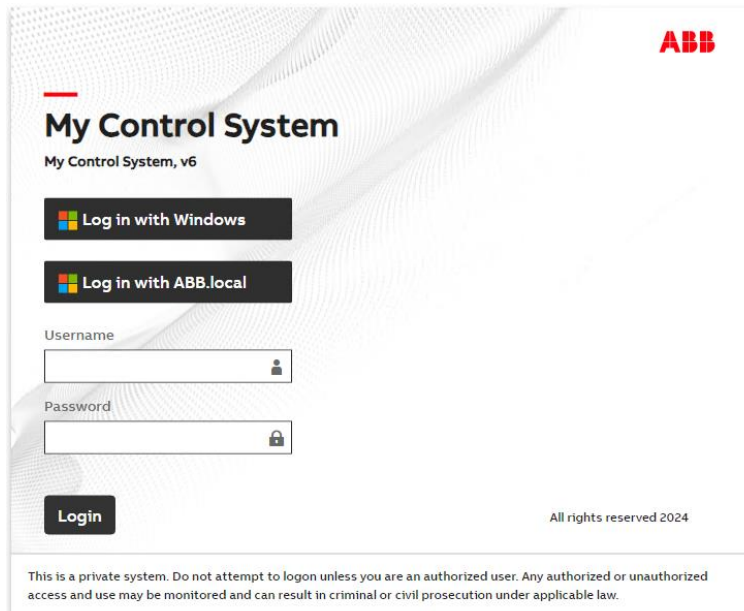 ABB
My Control System
My Control System, v6
Log in with Windows
Log in with ABB.local
Username
Password
Login
All rights reserved 2024
This is a private system. Do not attempt to logon unless you are an authorized user. Any authorized or unauthorized
access and use may be monitored and can result in criminal or civil prosecution under applicable law.